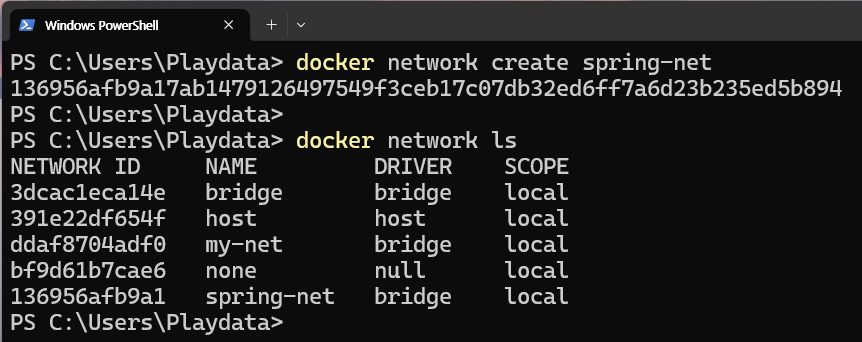 Windows PowerShell
PS C:\Users\Playdata> docker network create spring-net
136956afb9a17ab1479126497549f3ceb17c07db32ed6ff7a6d23b235ed5b894
PS C:\Users\Playdata>
PS C:\Users\Playdata> docker network ls
NETWORK ID     NAME         DRIVER    SCOPE
3dcac1eca14e   bridge       bridge    local
391e22df654f   host         host      local
ddaf8704adf0   my-net       bridge    local
bf9d61b7cae6   none         null      local
136956afb9a1   spring-net   bridge    local
PS C:\Users\Playdata>